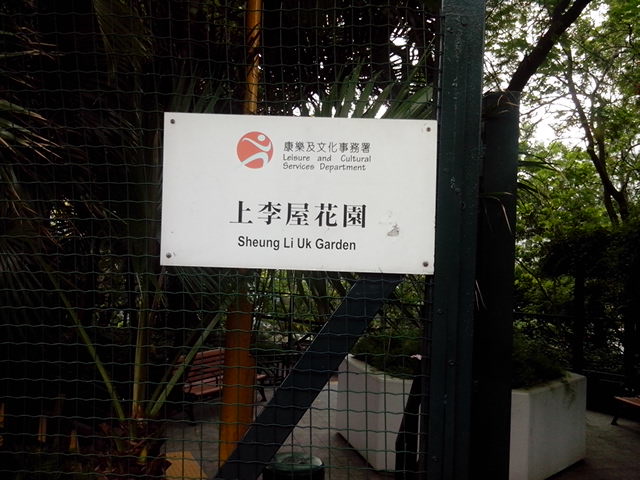 康樂及文化事務署
Leisure and Cultural
Services Department
上李屋花園
Sheung Li Uk Garden